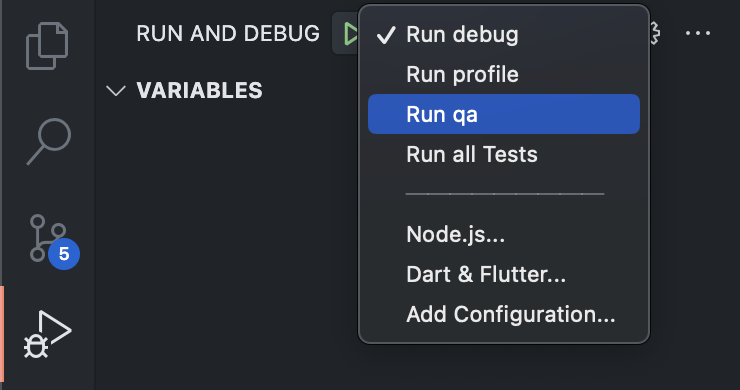 RUN AND DEBUG
VARIABLES
5
Run debug
Run profile
Run qa
Run all Tests
Node.js...
Dart & Flutter...
Add Configuration...